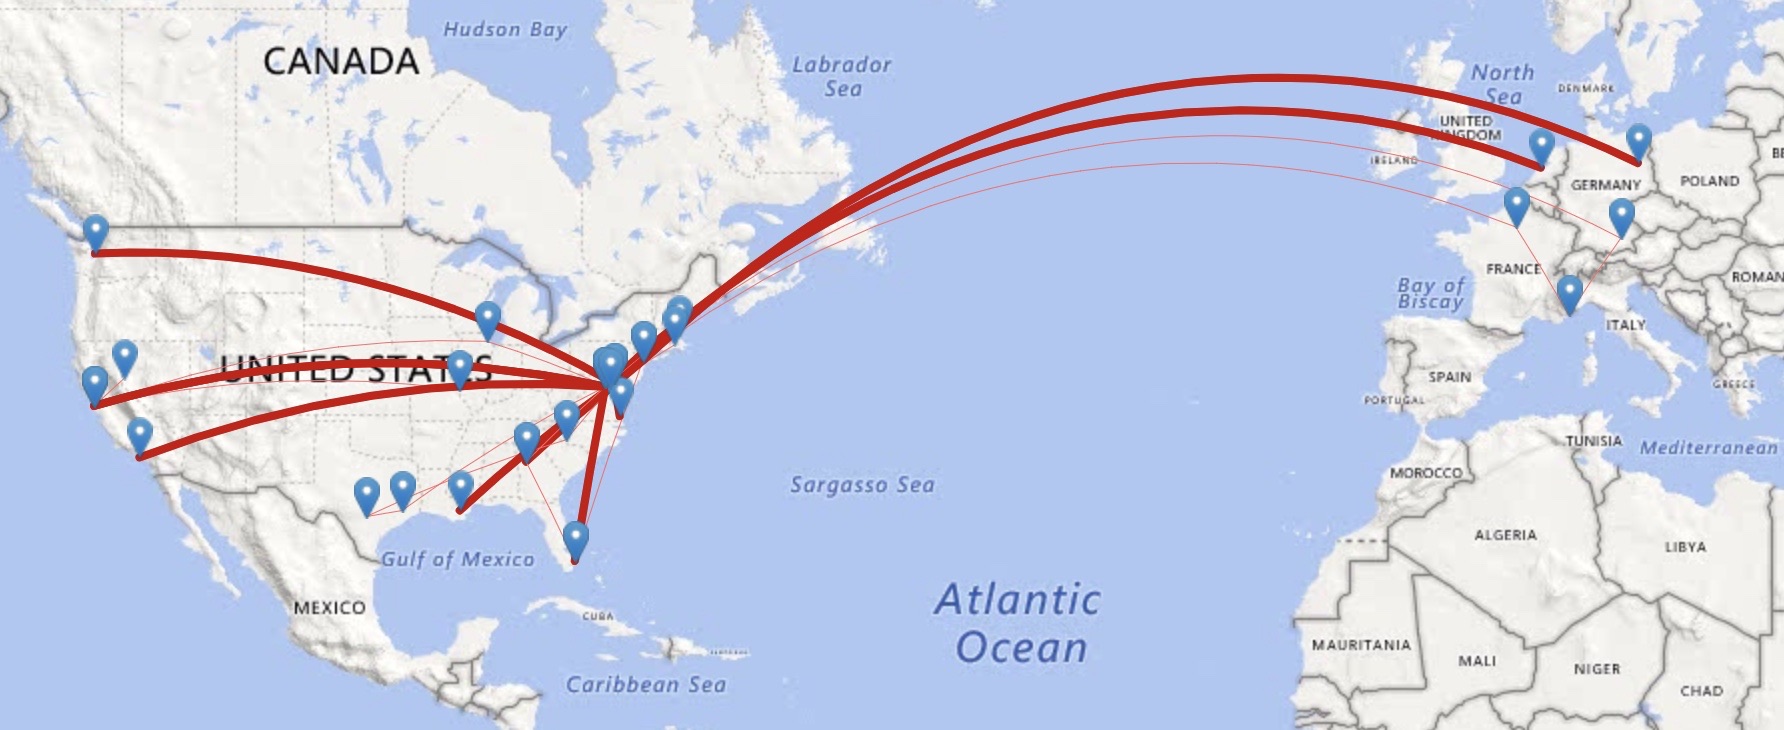 Hudson Bay
CANADA
Labrador
Sea
North
Sea
DENMARK
UNITED
KINGDOM
IRELAND
BE
GERMANY
POLAND
FRANCE
ROMAN
Bay of
Biscay
ITALY
UNITED STATES
SPAIN
GREECE
PORTUGAL
TUNISIA
Mediterranean
MOROCCO
Sargasso Sea
ALGERIA
LIBYA
Gulf of Mexico
MEXICO
CUBA
Atlantic
Ocean
MAURITANIA
MALI
NIGER
CHAD
Caribbean Sea